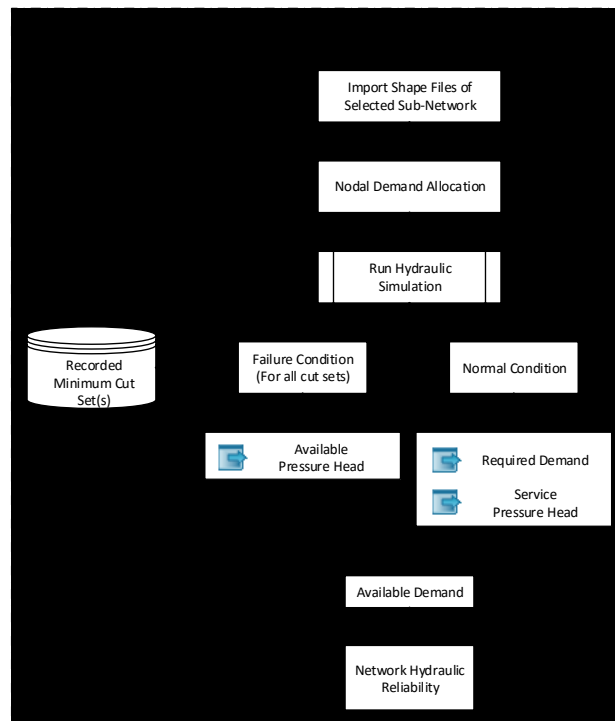 Import Shape Files of
Selected Sub-Network
Nodal Demand Allocation
Run Hydraulic
Simulation
Recorded
Minimum Cut
Set(s)
Failure Condition
(For all cut sets)
Normal Condition
Available
Pressure Head
Required Demand
Service
Pressure Head
Available Demand
Network Hydraulic
Reliability